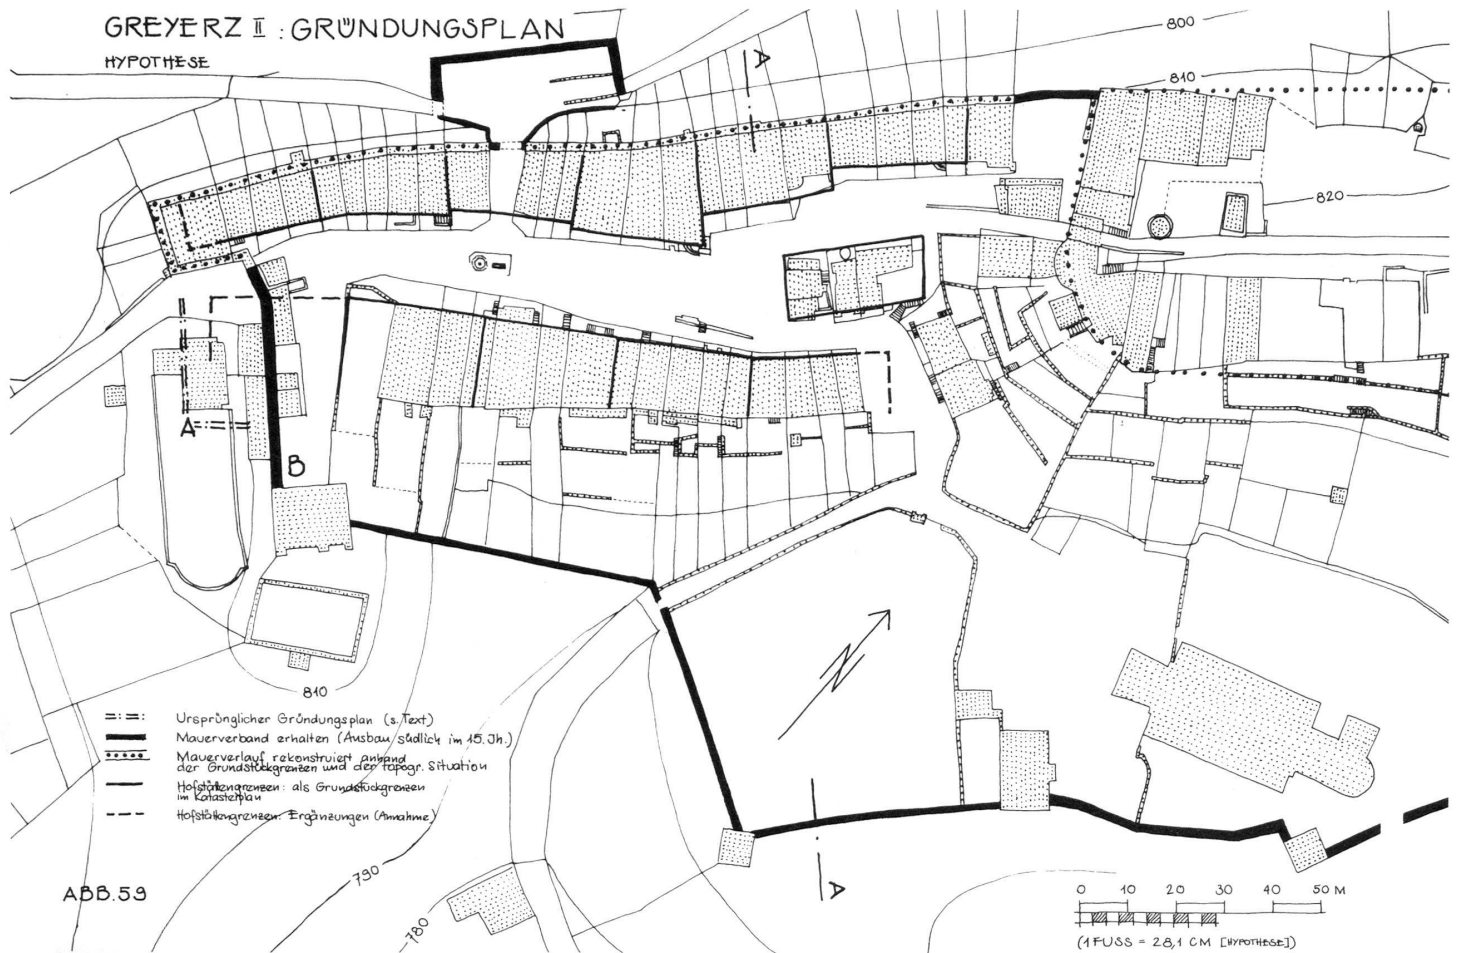 GREYERZ II : GRÜNDUNGSPLAN
HYPOTHESE
800
810
820
A
A
B
810
Ursprünglicher Gründungsplan (s. Text)
Mauerverband erhalten (Ausbau südlich im 15. Jh.)
Mauerverlauf rekonstruiert anhand
der Grundstückgrenzen und der topogr. Situation
Hofstättengrenzen: als Grundstückgrenzen
im Katasterplan
Hofstättengrenzen: Ergänzungen (Annahme)
N
790
780
A
ABB. 59
0 10 20 30 40 50 M
(1 FUSS = 28,1 CM [HYPOTHESE])